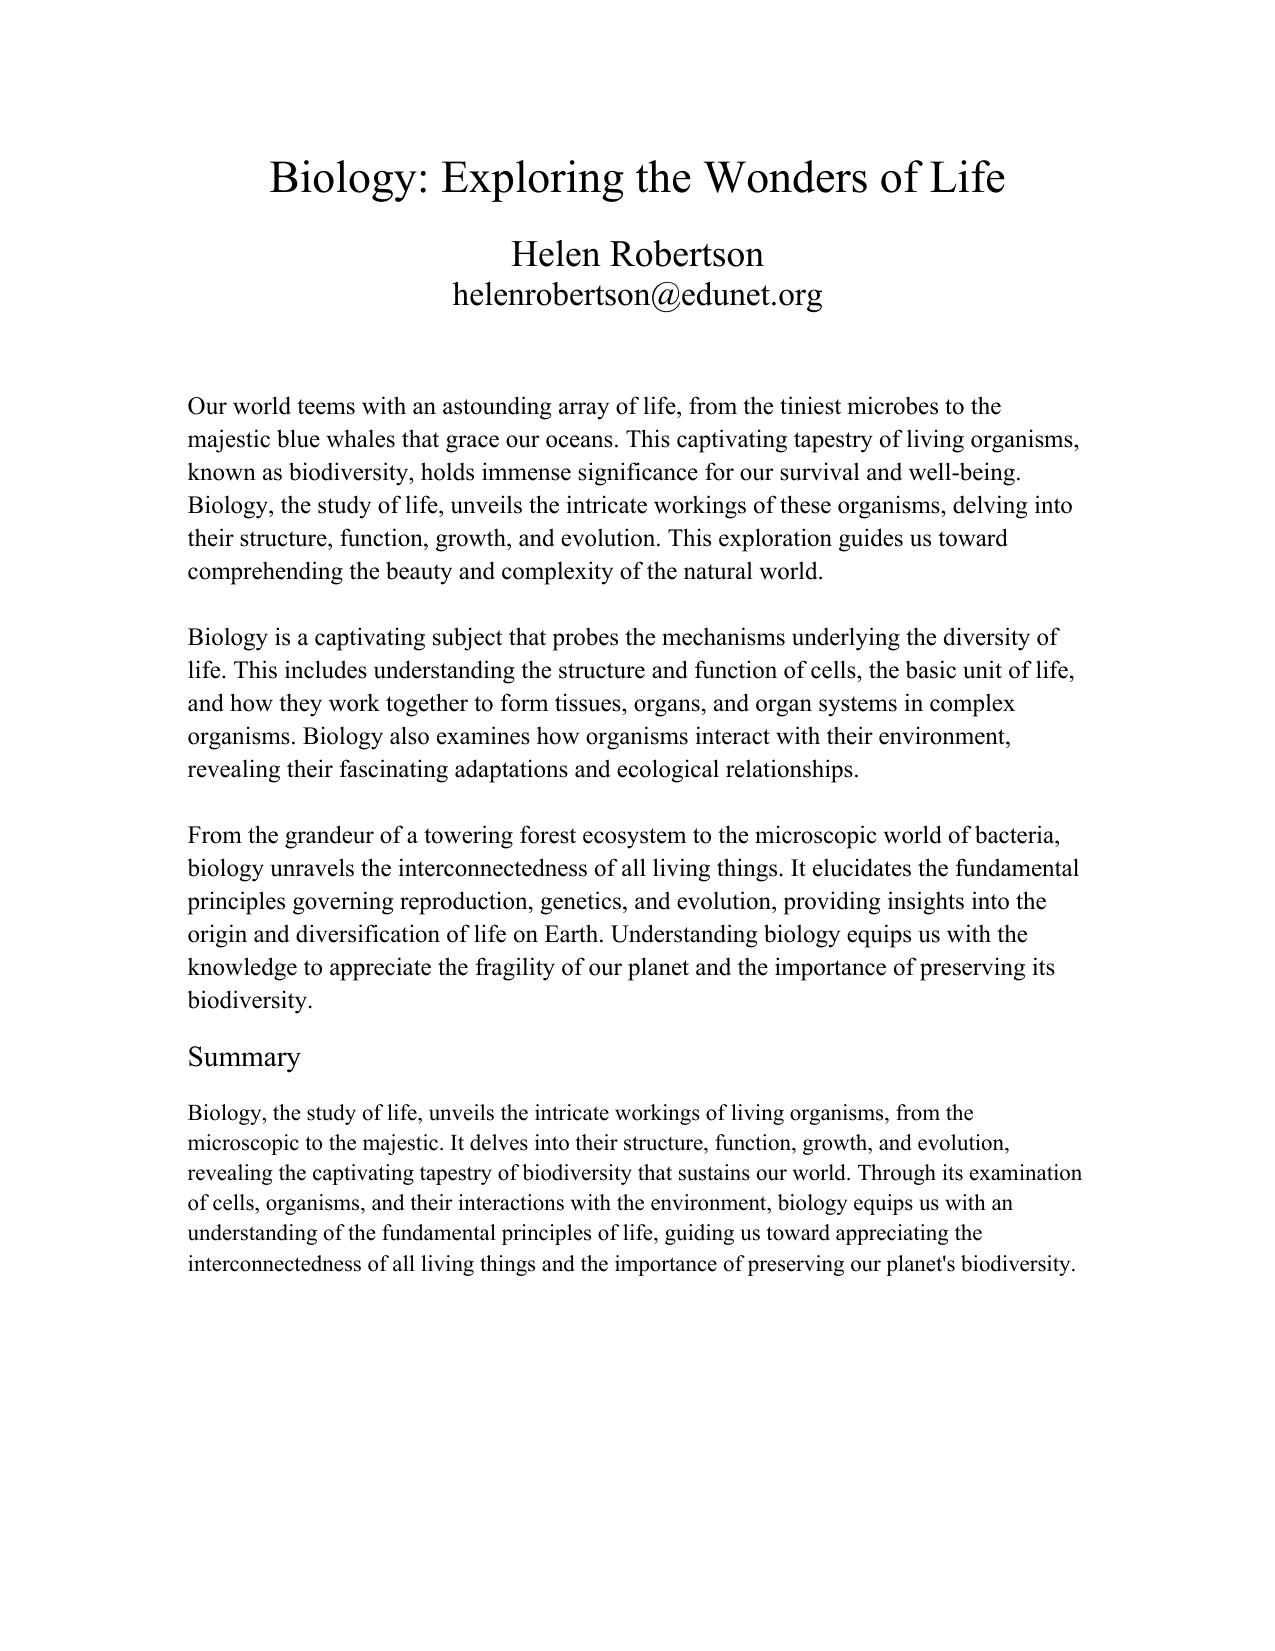 Biology: Exploring the Wonders of Life
Helen Robertson
helenrobertson@edunet.org
Our world teems with an astounding array of life, from the tiniest microbes to the
majestic blue whales that grace our oceans. This captivating tapestry of living organisms,
known as biodiversity, holds immense significance for our survival and well-being.
Biology, the study of life, unveils the intricate workings of these organisms, delving into
their structure, function, growth, and evolution. This exploration guides us toward
comprehending the beauty and complexity of the natural world.
Biology is a captivating subject that probes the mechanisms underlying the diversity of
life. This includes understanding the structure and function of cells, the basic unit of life,
and how they work together to form tissues, organs, and organ systems in complex
organisms. Biology also examines how organisms interact with their environment,
revealing their fascinating adaptations and ecological relationships.
From the grandeur of a towering forest ecosystem to the microscopic world of bacteria,
biology unravels the interconnectedness of all living things. It elucidates the fundamental
principles governing reproduction, genetics, and evolution, providing insights into the
origin and diversification of life on Earth. Understanding biology equips us with the
knowledge to appreciate the fragility of our planet and the importance of preserving its
biodiversity.
Summary
Biology, the study of life, unveils the intricate workings of living organisms, from the
microscopic to the majestic. It delves into their structure, function, growth, and evolution,
revealing the captivating tapestry of biodiversity that sustains our world. Through its examination
of cells, organisms, and their interactions with the environment, biology equips us with an
understanding of the fundamental principles of life, guiding us toward appreciating the
interconnectedness of all living things and the importance of preserving our planet's biodiversity.